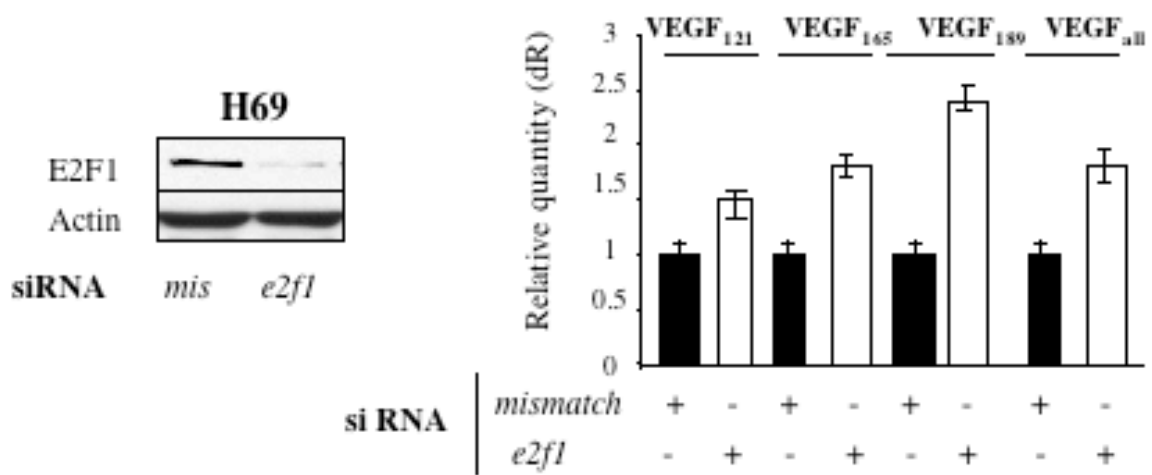 H69
E2F1
Actin
siRNA mis e2f1
VEGF121 VEGF165 VEGF189 VEGFall
Relative quantity (dR)
3
2.5
2
1.5
1
0.5
0
si RNA
mismatch + - + - + - + -
e2f1 - + - + - + - +